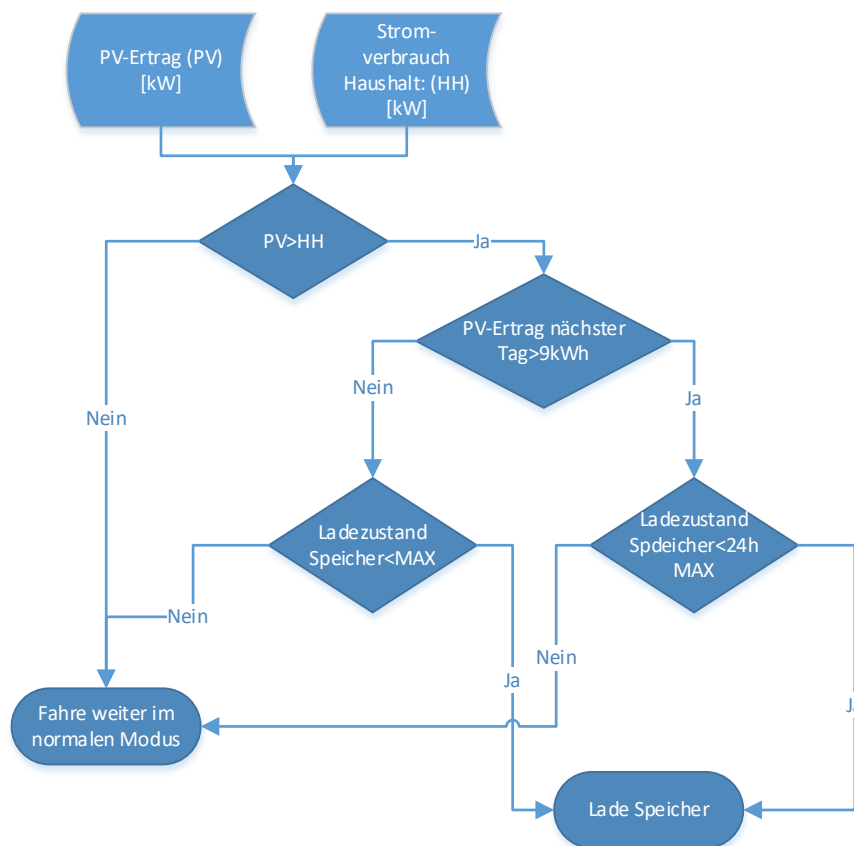 PV-Ertrag (PV)
[kW]
Strom-
verbrauch
Haushalt: (HH)
[kW]
PV>HH
Ja
PV-Ertrag nächster
Tag>9kWh
Nein
Nein
Ja
Ladezustand
Speicher<MAX
Ladezustand
Spdeicher<24h
MAX
Nein
Nein
Ja
Fahre weiter im
normalen Modus
Lade Speicher